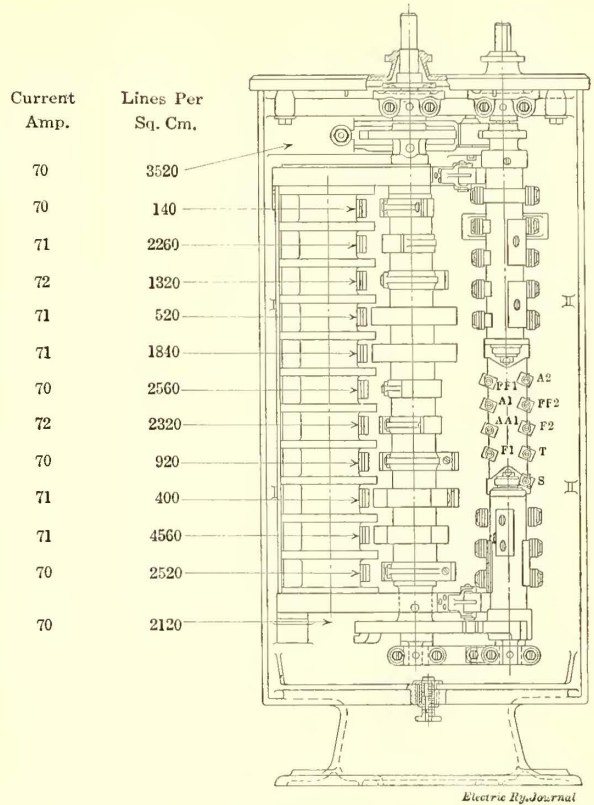 Current Amp.
Lines Per Sq. Cm.
70 3520
70 140
71 2260
72 1320
71 520
71 1840
70 2560
72 2320
70 920
71 400
71 4560
70 2520
70 2120
PF1 A2
A1 PF2
AA1 F2
F1 T
S
Electric Ry. Journal